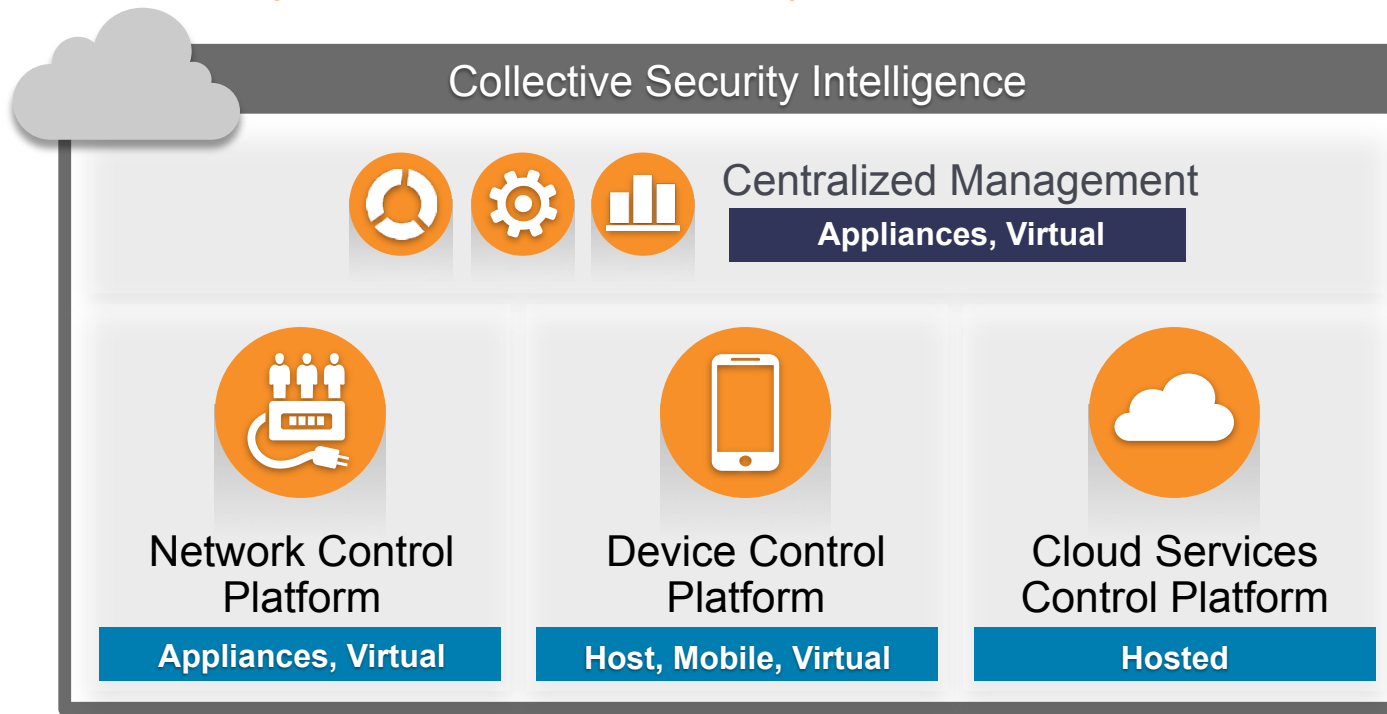 Collective Security Intelligence
Centralized Management
Appliances, Virtual
Network Control
Platform
Appliances, Virtual
Device Control
Platform
Host, Mobile, Virtual
Cloud Services
Control Platform
Hosted